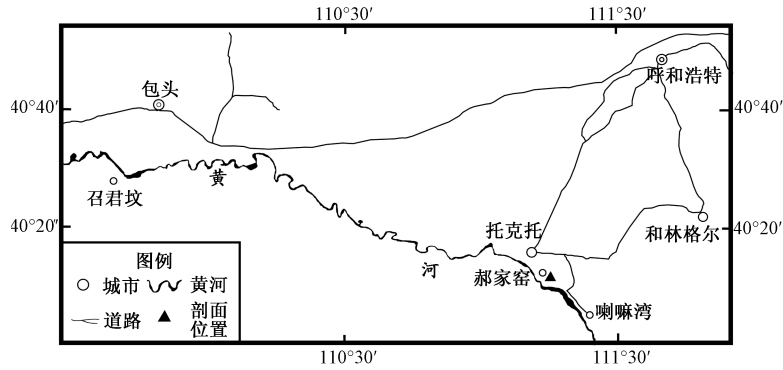 110°30′ 111°30′
呼和浩特
包头
40°40′ 40°40′
黄
召君坟
40°20′ 40°20′
托克托
和林格尔
河
郝家窑
喇嘛湾
图例
城市 黄河
道路 剖面位置
110°30′ 111°30′